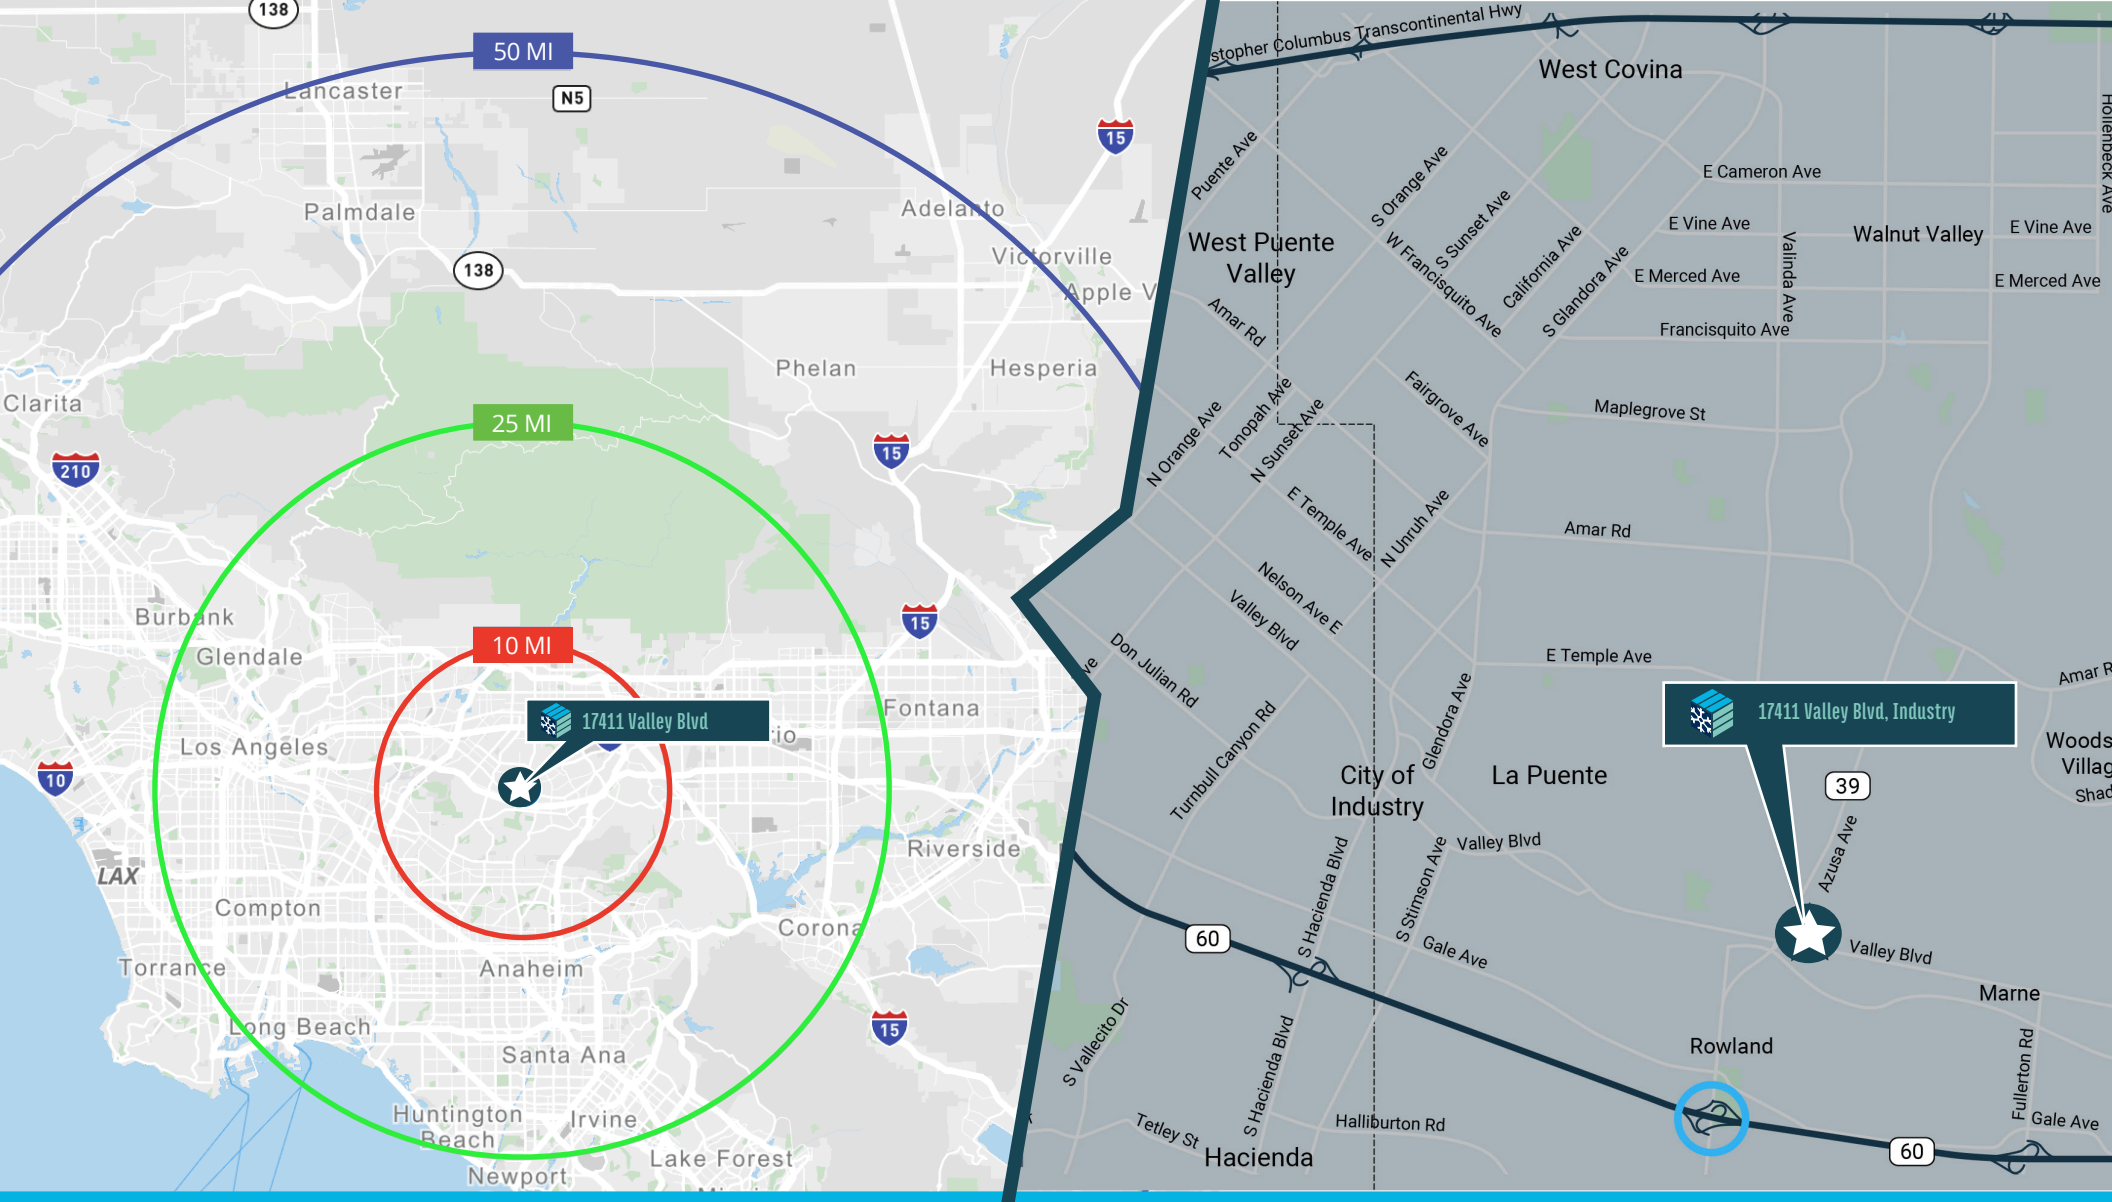 138
50 MI
N5
Lancaster
15
Palmdale
Adelanto
138
Victorville
Apple V
Phelan
Hesperia
Clarita
25 MI
15
210
Burbank
15
10 MI
Glendale
17411 Valley Blvd
Fontana
rio
Los Angeles
10
Riverside
LAX
Compton
Corona
Torrance
Anaheim
Long Beach
15
Santa Ana
Huntington
Beach
Irvine
Lake Forest
Newport
stopher Columbus Transcontinental Hwy
West Covina
Hollenbeck Ave
Puente Ave
S Orange Ave
E Cameron Ave
S Sunset Ave
E Vine Ave
Walnut Valley
E Vine Ave
West Puente
Valley
W Francisquito Ave
California Ave
S Glendora Ave
Valinda Ave
E Merced Ave
E Merced Ave
Amar Rd
Francisquito Ave
Fairgrove Ave
Maplegrove St
N Orange Ave
Tonopah Ave
N Sunset Ave
E Temple Ave
N Unruh Ave
Amar Rd
Nelson Ave E
Valley Blvd
Don Julian Rd
ve
E Temple Ave
Amar R
Glendora Ave
Turnbull Canyon Rd
17411 Valley Blvd, Industry
Woods
Villag
Shad
City of
Industry
La Puente
39
Valley Blvd
Azusa Ave
S Hacienda Blvd
S Stimson Ave
60
Gale Ave
Valley Blvd
Marne
S Vallecito Dr
S Hacienda Blvd
Rowland
Fullerton Rd
Gale Ave
Tetley St
Halliburton Rd
Hacienda
60